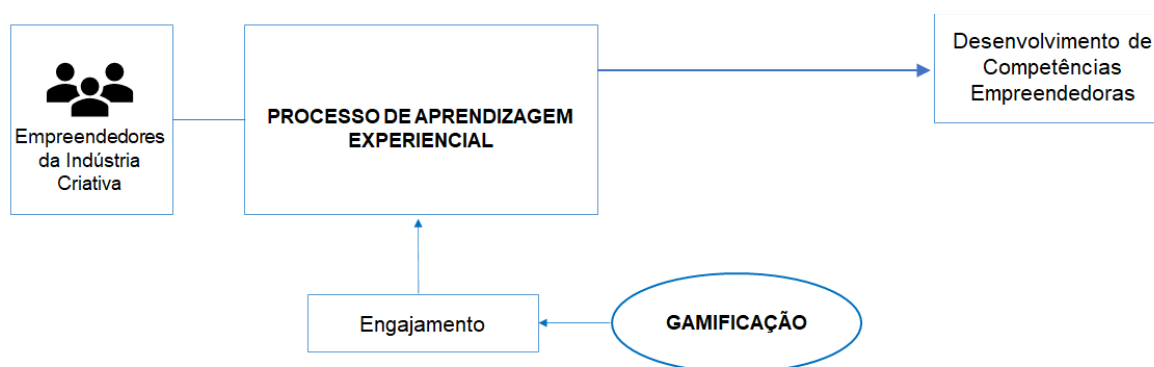 Empreendedores
da Indústria
Criativa
PROCESSO DE APRENDIZAGEM
EXPERIENCIAL
Desenvolvimento de
Competências
Empreendedoras
Engajamento
GAMIFICAÇÃO